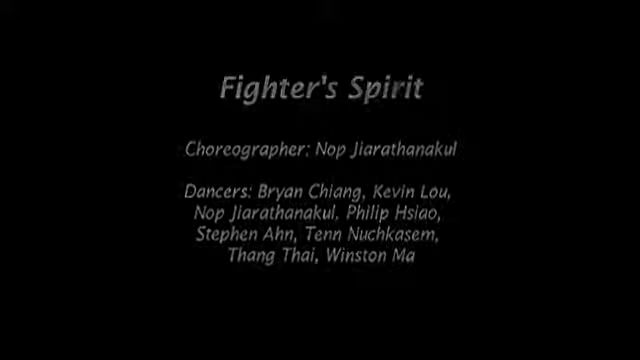 Fighter's Spirit
Choreographer: Nop Jiarathanakul
Dancers: Bryan Chiang, Kevin Lou,
Nop Jiarathanakul, Philip Hsiao,
Stephen Ahn, Tenn Nuchkasem,
Thang Thai, Winston Ma